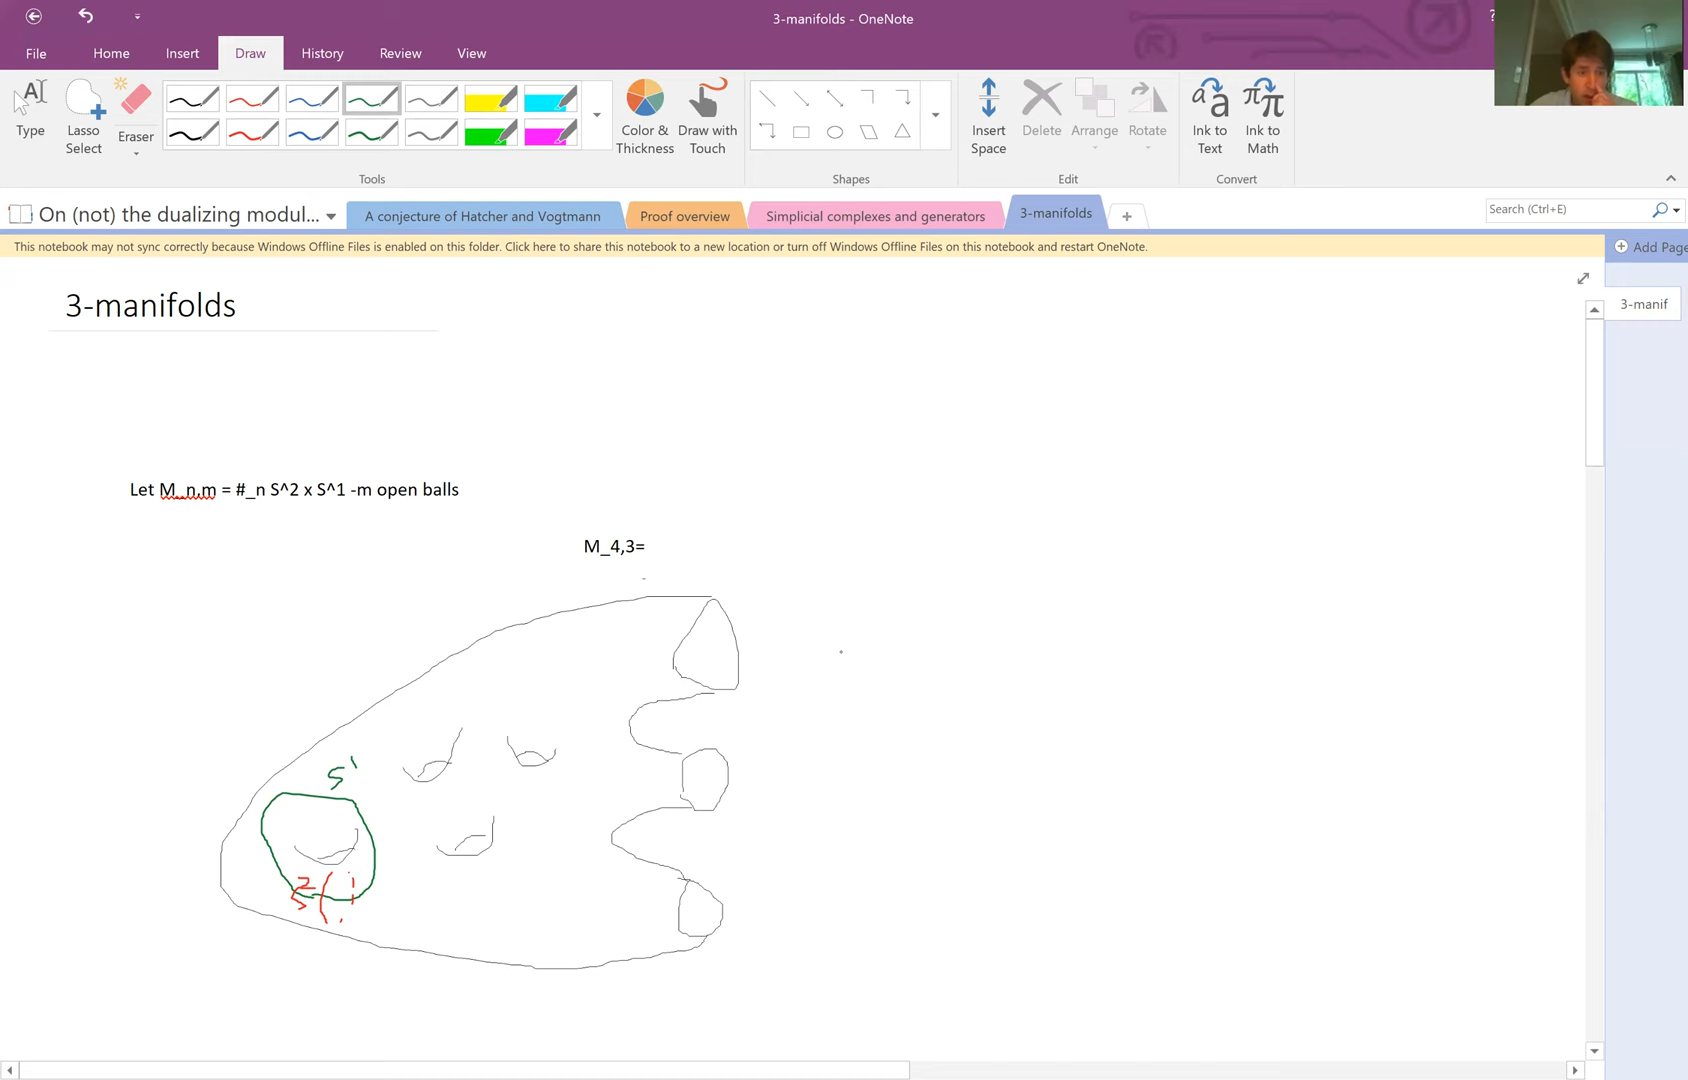 3-manifolds - OneNote
?
File
Home
Insert
Draw
History
Review
View
Type
Lasso Select
Eraser
Color & Thickness
Draw with Touch
Insert Space
Delete
Arrange
Rotate
Ink to Text
Ink to Math
Tools
Shapes
Edit
Convert
On (not) the dualizing modul...
A conjecture of Hatcher and Vogtmann
Proof overview
Simplicial complexes and generators
3-manifolds
Search (Ctrl+E)
This notebook may not sync correctly because Windows Offline Files is enabled on this folder. Click here to share this notebook to a new location or turn off Windows Offline Files on this notebook and restart OneNote.
Add Page
3-manif
3-manifolds
Let M_n,m = #_n S^2 x S^1 -m open balls
M_4,3=
S¹
S²